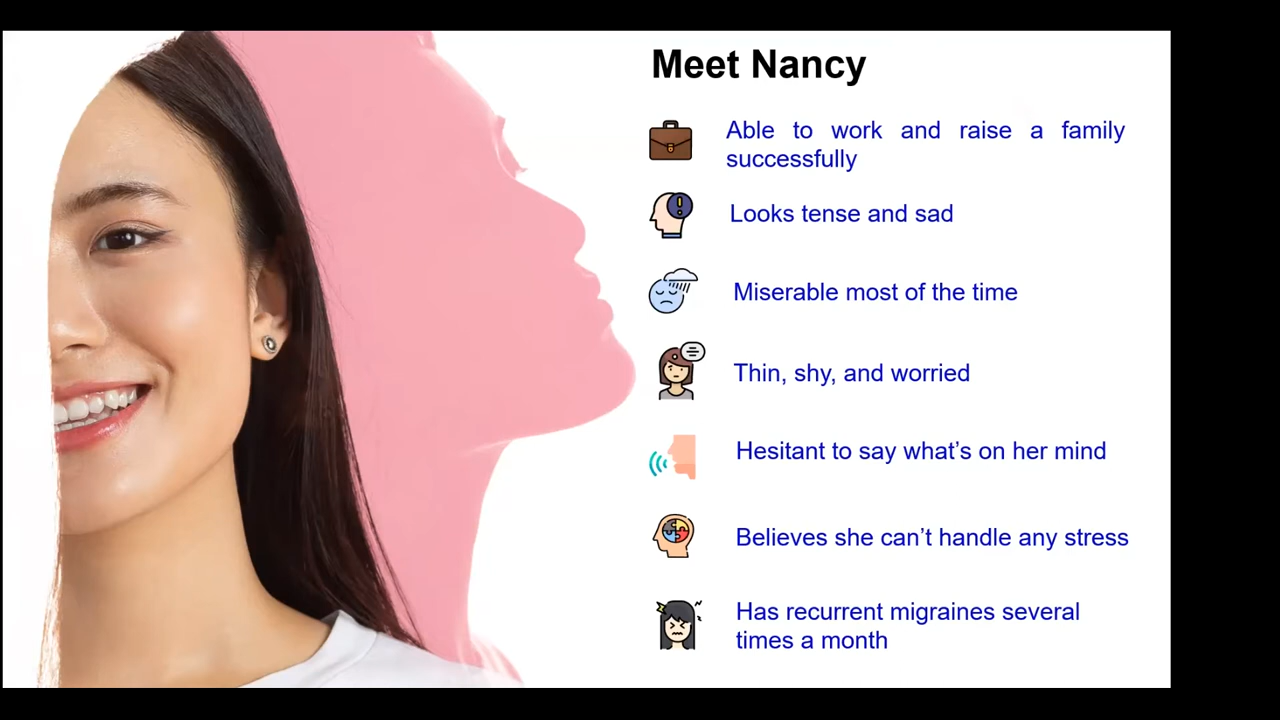 Meet Nancy
Able to work and raise a family
successfully
Looks tense and sad
Miserable most of the time
Thin, shy, and worried
Hesitant to say what’s on her mind
Believes she can’t handle any stress
Has recurrent migraines several
times a month